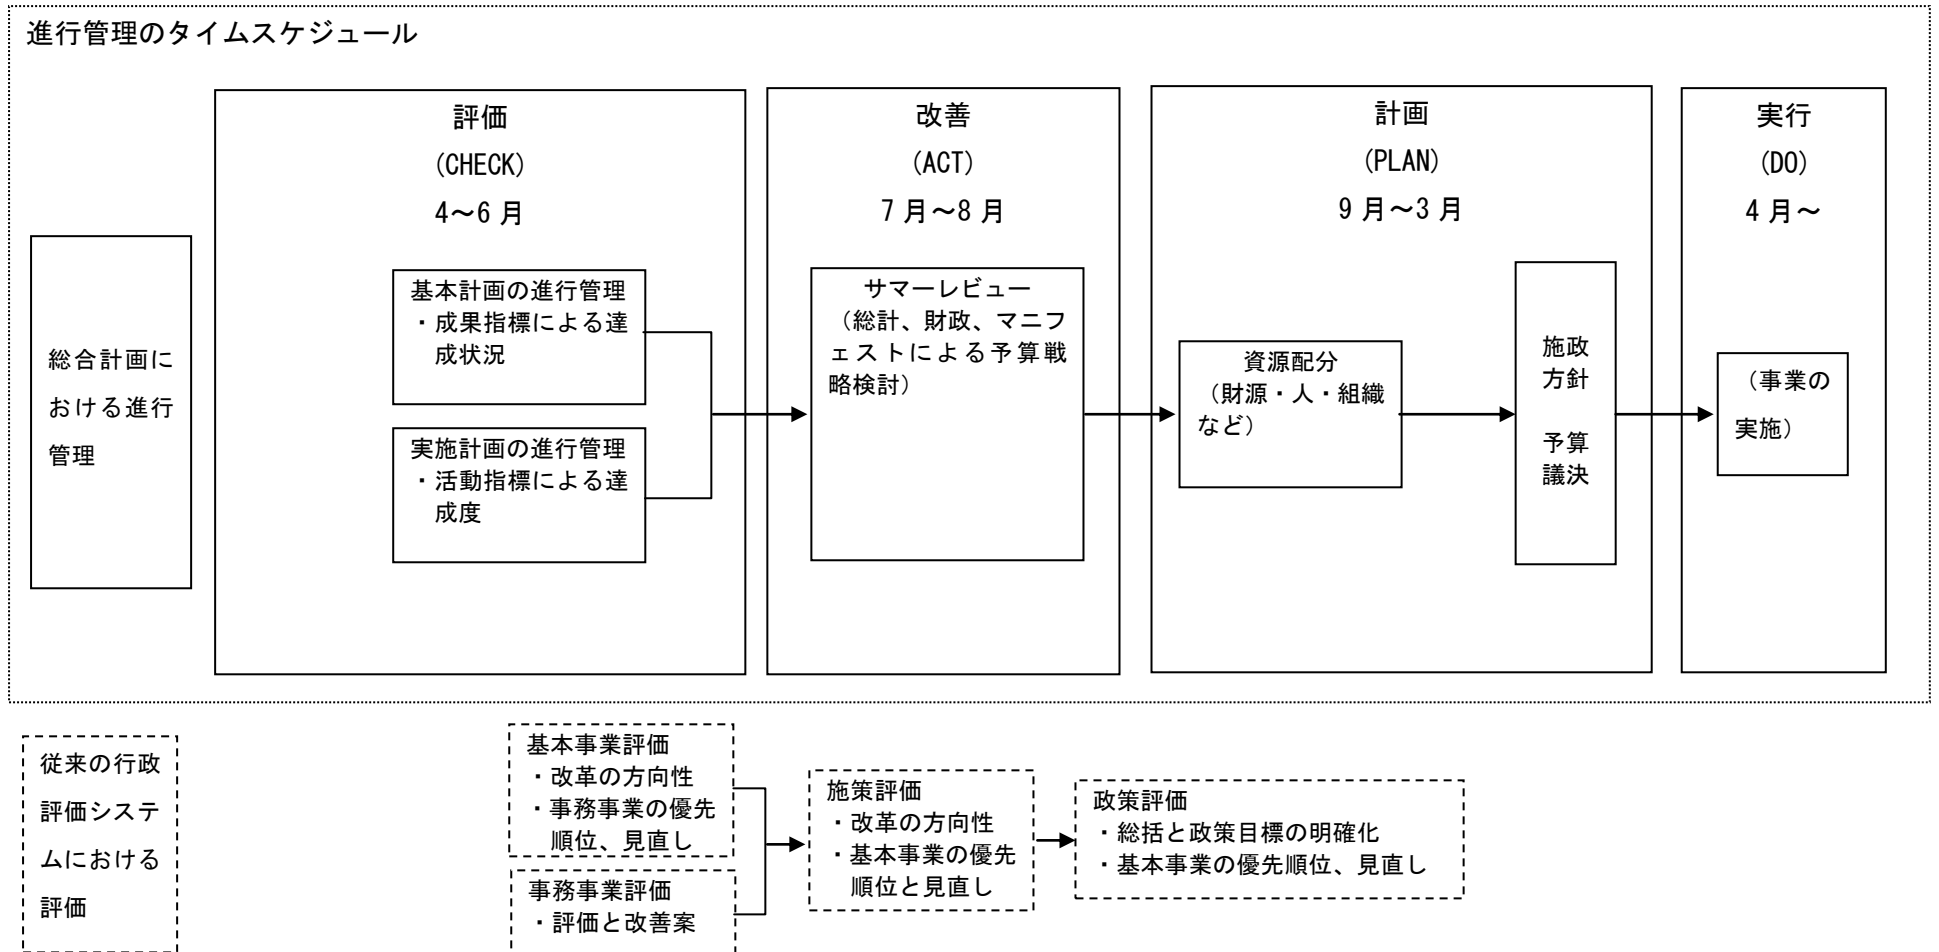 進行管理のタイムスケジュール
総合計画に
おける進行
管理
評価
(CHECK)
4~6 月
基本計画の進行管理
・成果指標による達
成状況
実施計画の進行管理
・活動指標による達
成度
改善
(ACT)
7 月~8 月
サマーレビュー
(総計、財政、マニフ
ェストによる予算戦
略検討)
計画
(PLAN)
9 月~3 月
資源配分
(財源・人・組織
など)
施政
方針
予算
議決
実行
(DO)
4 月~
(事業の
実施)
従来の行政
評価システ
ムにおける
評価
基本事業評価
・改革の方向性
・事務事業の優先
順位、見直し
事務事業評価
・評価と改善案
施策評価
・改革の方向性
・基本事業の優先
順位と見直し
政策評価
・総括と政策目標の明確化
・基本事業の優先順位、見直し